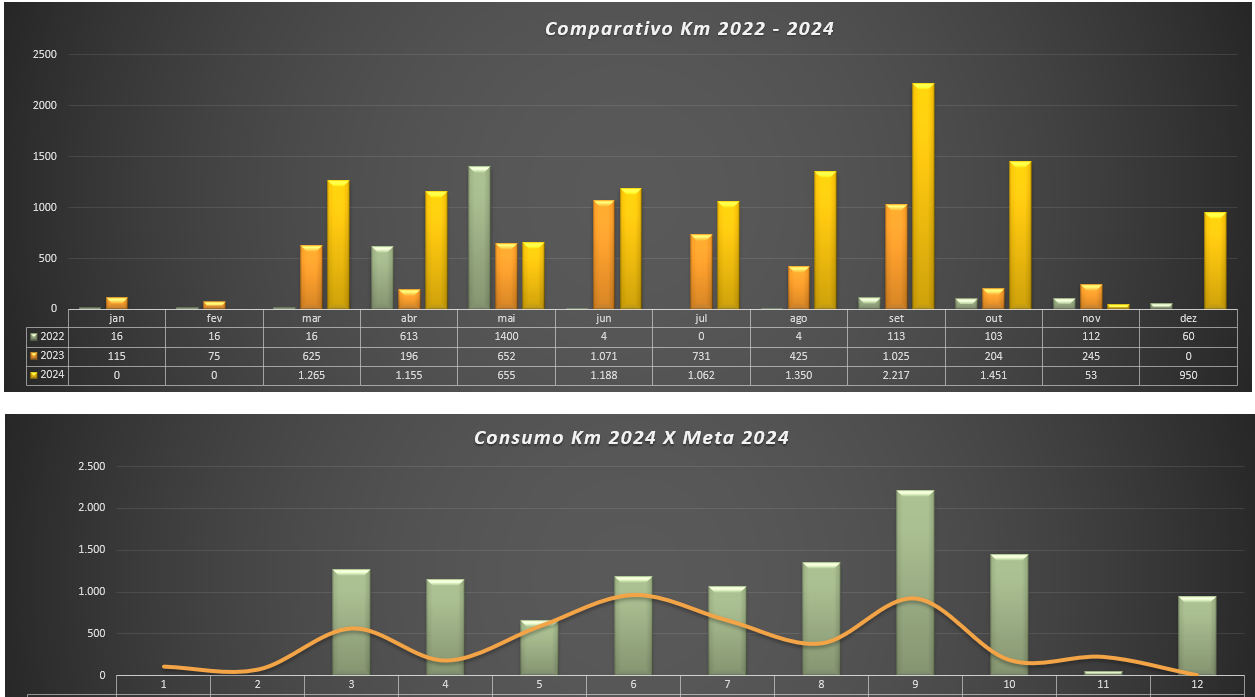 Comparativo Km 2022 - 2024
2500
2000
1500
1000
500
0
jan fev mar abr mai jun jul ago set out nov dez
2022 16 16 16 613 1400 4 0 4 113 103 112 60
2023 115 75 625 196 652 1.071 731 425 1.025 204 245 0
2024 0 0 1.265 1.155 655 1.188 1.062 1.350 2.217 1.451 53 950
Consumo Km 2024 X Meta 2024
2.500
2.000
1.500
1.000
500
0
1 2 3 4 5 6 7 8 9 10 11 12